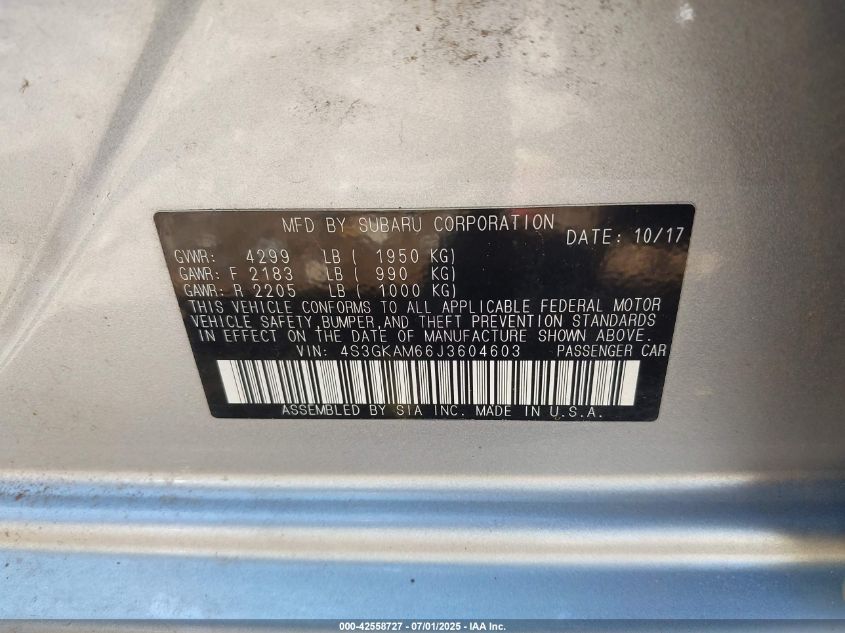 MFD BY SUBARU CORPORATION
DATE: 10/17
GVWR: 4299 LB ( 1950 KG)
GAWR: F 2183 LB ( 990 KG)
GAWR: R 2205 LB ( 1000 KG)
THIS VEHICLE CONFORMS TO ALL APPLICABLE FEDERAL MOTOR
VEHICLE SAFETY,BUMPER,AND THEFT PREVENTION STANDARDS
IN EFFECT ON THE DATE OF MANUFACTURE SHOWN ABOVE.
VIN: 4S3GKAM66J3604603 PASSENGER CAR
ASSEMBLED BY SIA INC. MADE IN U.S.A.
000-42558727 - 07/01/2025 - IAA Inc.